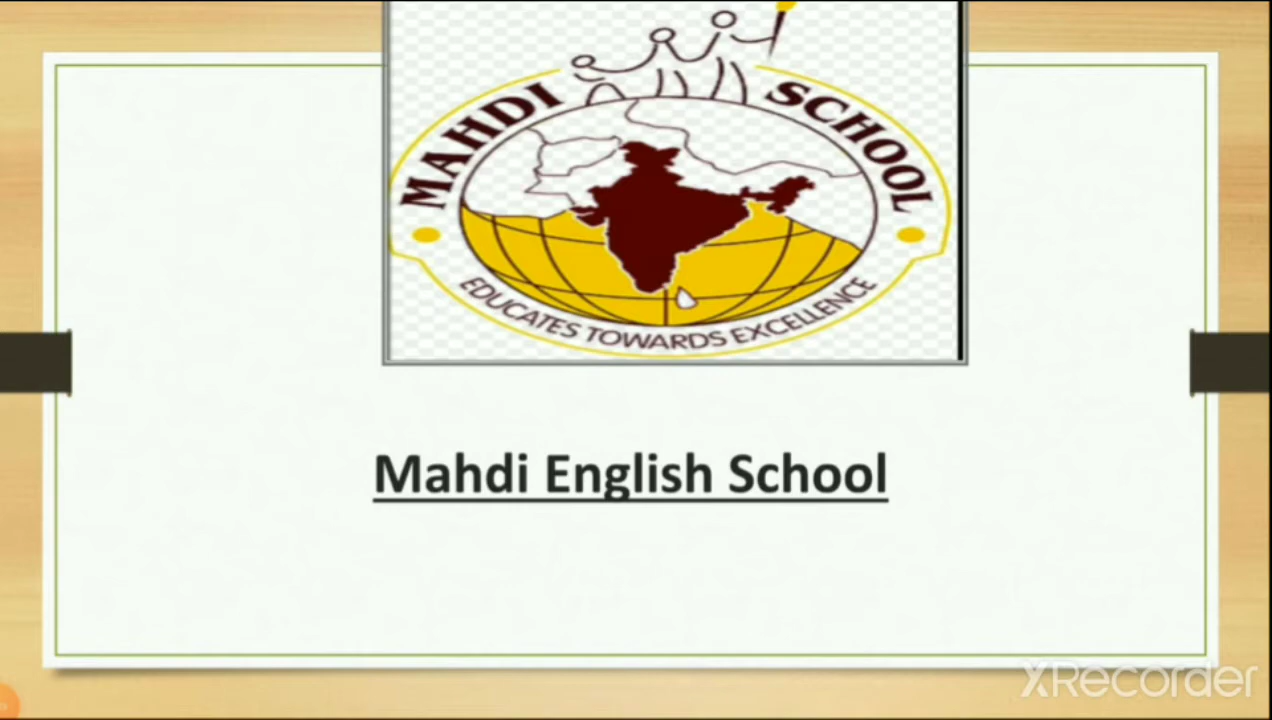 MAHDI SCHOOL
EDUCATES TOWARDS EXCELLENCE
Mahdi English School
XRecorder